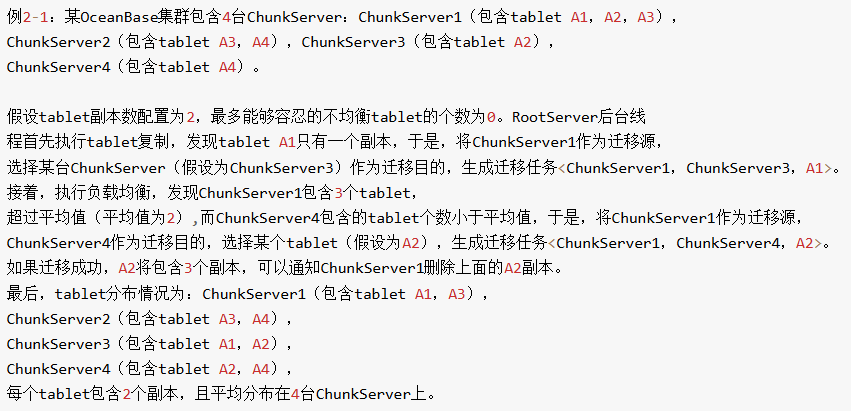 例2-1：某OceanBase集群包含4台ChunkServer：ChunkServer1（包含tablet A1，A2，A3），
ChunkServer2（包含tablet A3，A4），ChunkServer3（包含tablet A2），
ChunkServer4（包含tablet A4）。
假设tablet副本数配置为2，最多能够容忍的不均衡tablet的个数为0。RootServer后台线
程首先执行tablet复制，发现tablet A1只有一个副本，于是，将ChunkServer1作为迁移源，
选择某台ChunkServer（假设为ChunkServer3）作为迁移目的，生成迁移任务<ChunkServer1，ChunkServer3，A1>。
接着，执行负载均衡，发现ChunkServer1包含3个tablet，
超过平均值（平均值为2）,而ChunkServer4包含的tablet个数小于平均值，于是，将ChunkServer1作为迁移源，
ChunkServer4作为迁移目的，选择某个tablet（假设为A2），生成迁移任务<ChunkServer1，ChunkServer4，A2>。
如果迁移成功，A2将包含3个副本，可以通知ChunkServer1删除上面的A2副本。
最后，tablet分布情况为：ChunkServer1（包含tablet A1，A3），
ChunkServer2（包含tablet A3，A4），
ChunkServer3（包含tablet A1，A2），
ChunkServer4（包含tablet A2，A4），
每个tablet包含2个副本，且平均分布在4台ChunkServer上。